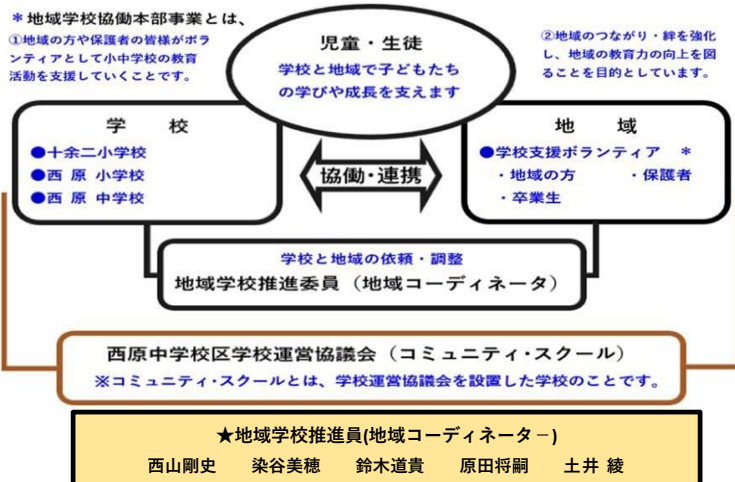 ＊地域学校協働本部事業とは、
①地域の方や保護者の皆様がボラ
ンティアとして小中学校の教育
活動を支援していくことです。
児童・生徒
学校と地域で子どもたち
の学びや成長を支えます
②地域のつながり・絆を強化
し、地域の教育力の向上を図
ることを目的としています。
学　校
●十余二小学校
●西 原 小学校
●西 原 中学校
協働・連携
地　域
●学校支援ボランティア　＊
・地域の方　　・保護者
・卒業生
学校と地域の依頼・調整
地域学校推進委員（地域コーディネータ）
西原中学校区学校運営協議会（コミュニティ・スクール）
※コミュニティ・スクールとは、学校運営協議会を設置した学校のことです。
★地域学校推進員(地域コーディネーター)
西山剛史　　染谷美穂　　鈴木道貴　　原田将嗣　　土井 綾